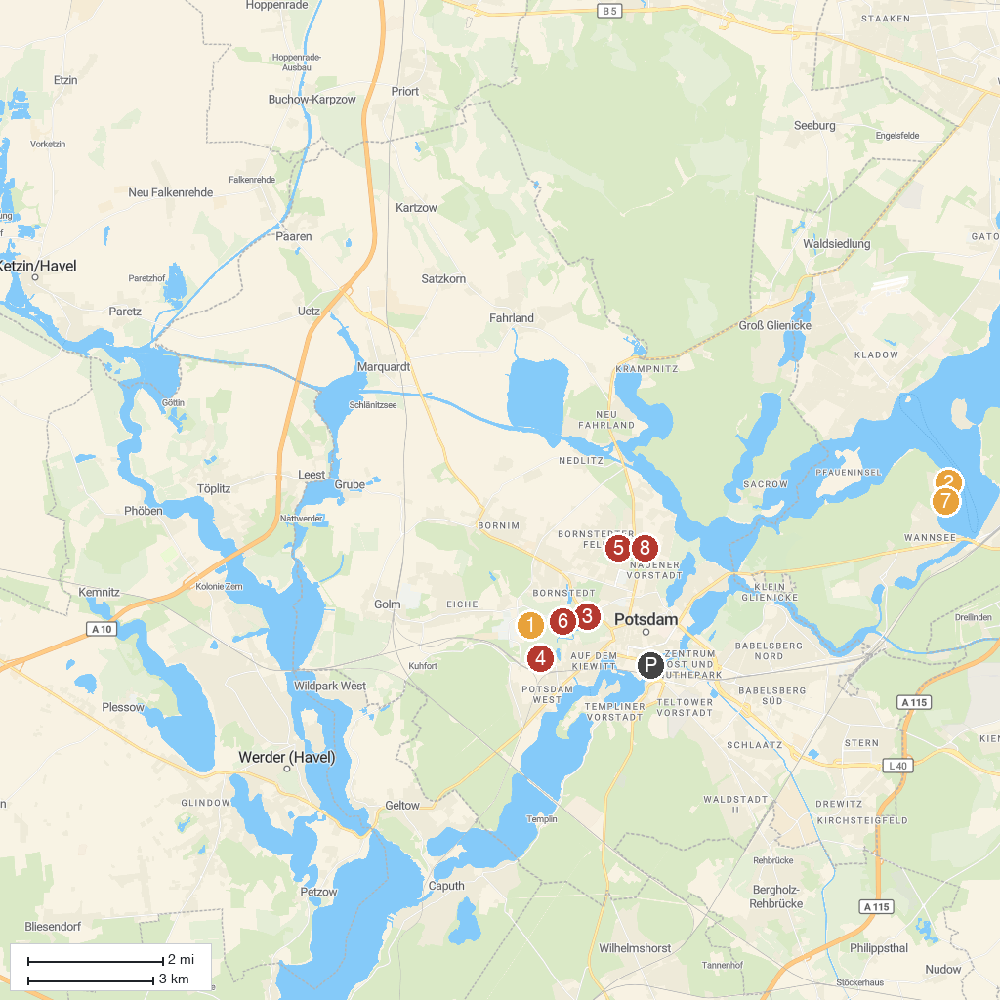 Hoppenrade
B 5
STAAKEN
Hoppenrade-
Ausbau
Etzin
Buchow-Karpzow
Priort
Seeburg
Engelsfelde
Vorketzin
Falkenrehde
Neu Falkenrehde
Kartzow
Paaren
Waldsiedlung
GATO
Ketzin/Havel
Paretzhof
Satzkorn
Paretz
Uetz
Fahrland
Groß Glienicke
KLADOW
Marquardt
KRAMPNITZ
Göttin
Schlänitzsee
NEU
FAHRLAND
NEDLITZ
PFAUENINSEL
SACROW
2
7
Leest
Grube
Töplitz
Phöben
Nattwerder
BORNIM
BORNSTEDTER
5
8
WANNSEE
NAUENER
VORSTADT
Kemnitz
Kolonie Zern
BORNSTEDT
KLEIN
GLIENICKE
Golm
EICHE
Dreilinden
A 10
1
6
3
Potsdam
BABELSBERG
NORD
Kuhfort
4
AUF DEM
KIEWITT
P
ZENTRUM
OST UND
Wildpark West
POTSDAM
WEST
TEMPLINER
VORSTADT
TELTOWER
VORSTADT
BABELSBERG
SÜD
A 115
Plessow
SCHLAATZ
STERN
KIEN
Werder (Havel)
L40
GLINDOW
Geltow
WALDSTADT
II
DREWITZ
KIRCHSTEIGFELD
Templin
Rehbrücke
Petzow
Caputh
Bergholz-
Rehbrücke
A 115
Bliesendorf
Wilhelmshorst
Philippsthal
2 mi
3 km
Tannenhof
Nudow
Stöckerhaus